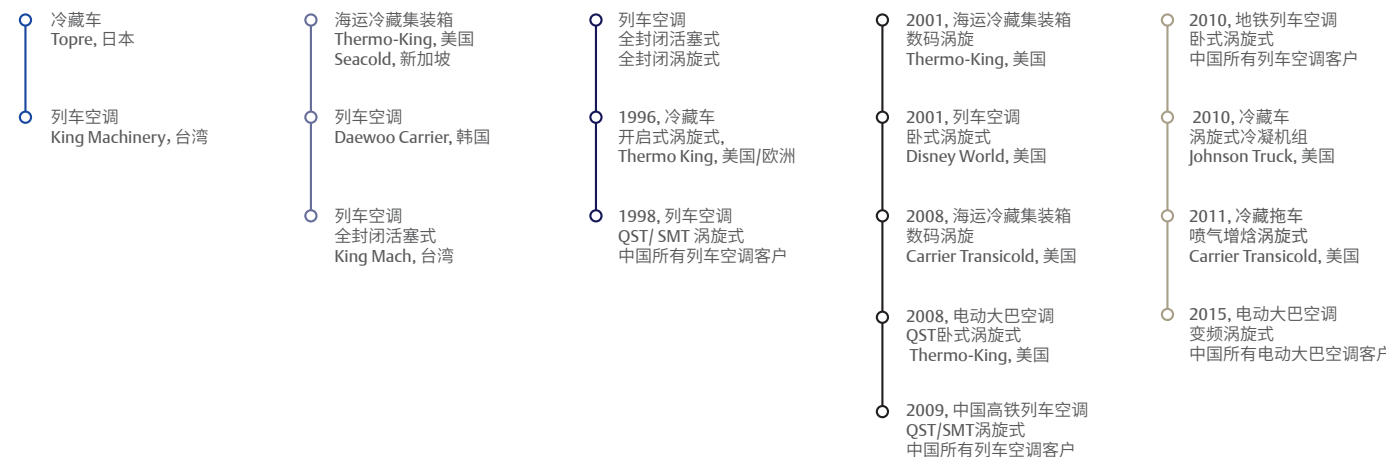 冷藏车
Topre, 日本
列车空调
King Machinery, 台湾
海运冷藏集装箱
Thermo-King, 美国
Seacold, 新加坡
列车空调
Daewoo Carrier, 韩国
列车空调
全封闭活塞式
King Mach, 台湾
列车空调
全封闭活塞式
全封闭涡旋式
1996, 冷藏车
开启式涡旋式,
Thermo King, 美国/欧洲
1998, 列车空调
QST/ SMT 涡旋式
中国所有列车空调客户
2001, 海运冷藏集装箱
数码涡旋
Thermo-King, 美国
2001, 列车空调
卧式涡旋式
Disney World, 美国
2008, 海运冷藏集装箱
数码涡旋
Carrier Transicold, 美国
2008, 电动大巴空调
QST卧式涡旋式
Thermo-King, 美国
2009, 中国高铁列车空调
QST/SMT涡旋式
中国所有列车空调客户
2010, 地铁列车空调
卧式涡旋式
中国所有列车空调客户
2010, 冷藏车
涡旋式冷凝机组
Johnson Truck, 美国
2011, 冷藏拖车
喷气增焓涡旋式
Carrier Transicold, 美国
2015, 电动大巴空调
变频涡旋式
中国所有电动大巴空调客户